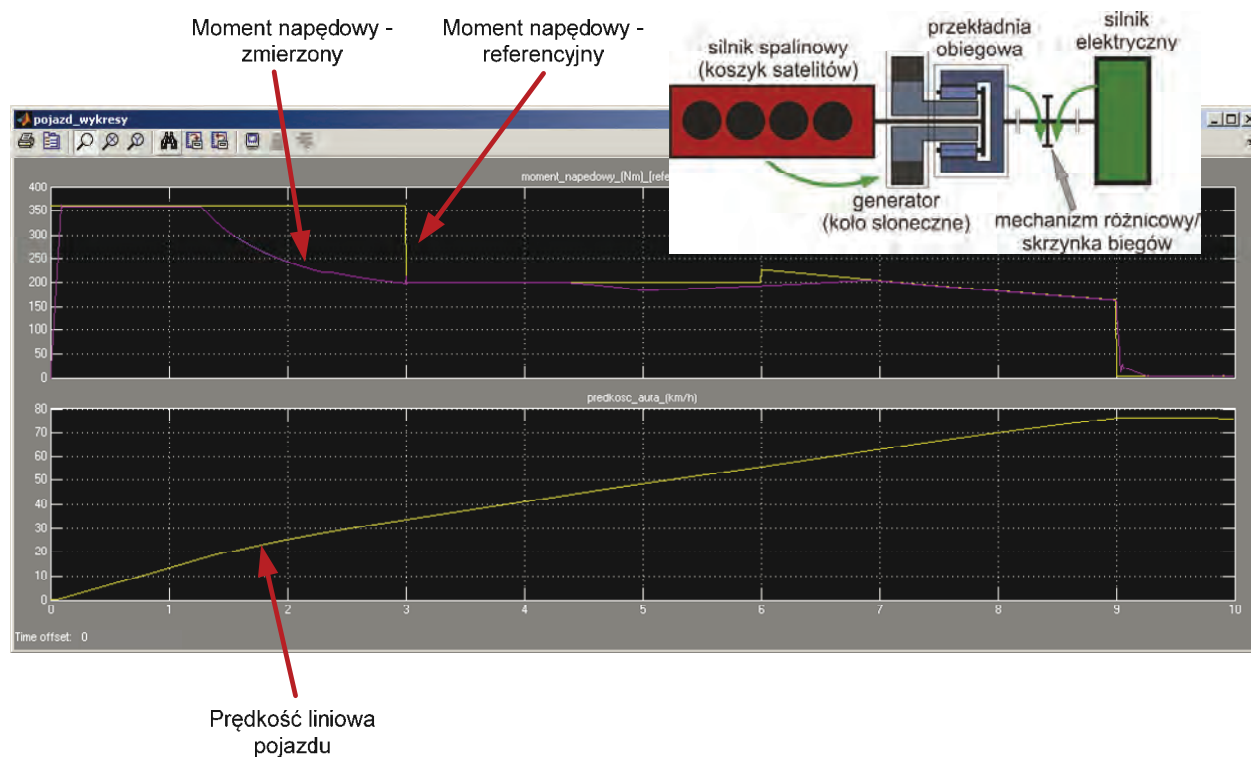 Moment napędowy -
zmierzony
Moment napędowy -
referencyjny
silnik spalinowy
(koszyk satelitów)
przekładnia
obiegowa
silnik
elektryczny
generator
(koło słoneczne)
mechanizm różnicowy/
skrzynka biegów
pojazd_wykresy
moment_napedowy_(Nm)_[refe
400
350
300
250
200
150
100
50
0
predkosc_auta_(km/h)
80
70
60
50
40
30
20
10
0
0 1 2 3 4 5 6 7 8 9 10
Time offset: 0
Prędkość liniowa
pojazdu